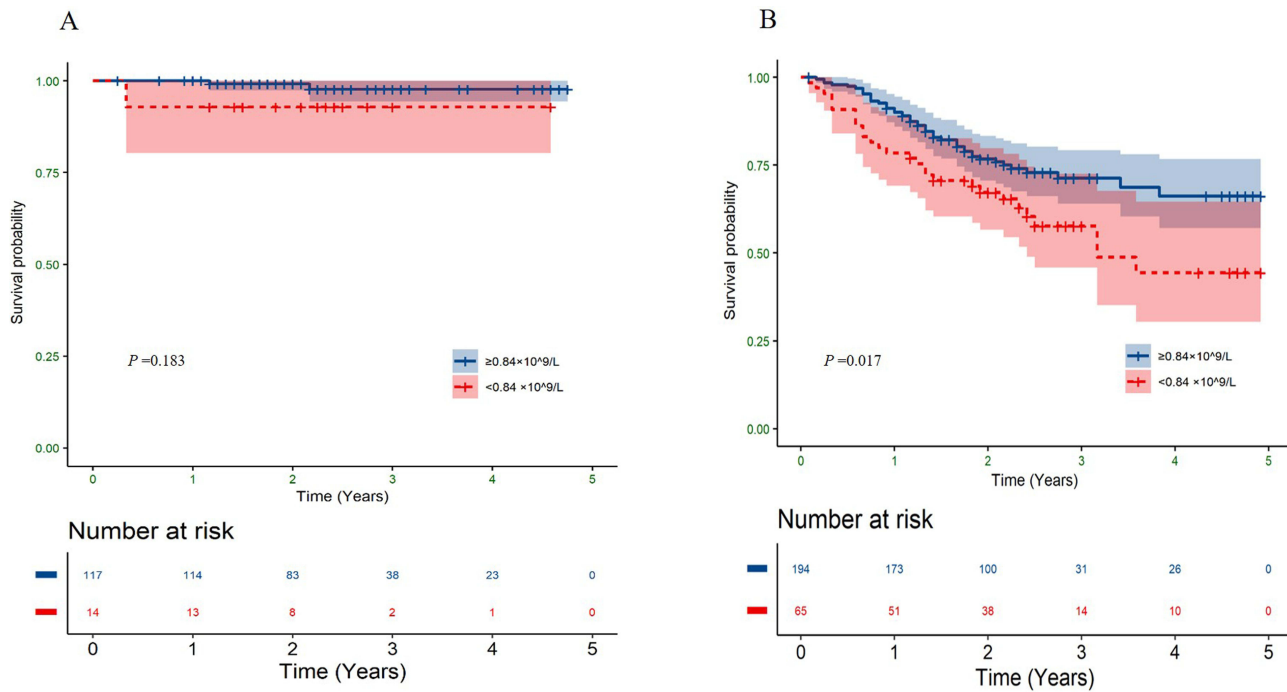 A
1.00
0.75
0.50
0.25
0.00
Survival probability
P =0.183
≥0.84×10^9/L
<0.84 ×10^9/L
0 1 2 3 4 5
Time (Years)
Number at risk
117 114 83 38 23 0
14 13 8 2 1 0
0 1 2 3 4 5
Time (Years)
B
1.00
0.75
0.50
0.25
0.00
Survival probability
P =0.017
≥0.84×10^9/L
<0.84 ×10^9/L
0 1 2 3 4 5
Time (Years)
Number at risk
194 173 100 31 26 0
65 51 38 14 10 0
0 1 2 3 4 5
Time (Years)